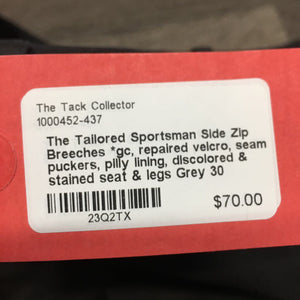 The Tack Collector
1000452-437
The Tailored Sportsman Side Zip
Breeches *gc, repaired velcro, seam
puckers, pilly lining, discolored &
stained seat & legs Grey 30
$70.00
23Q2TX